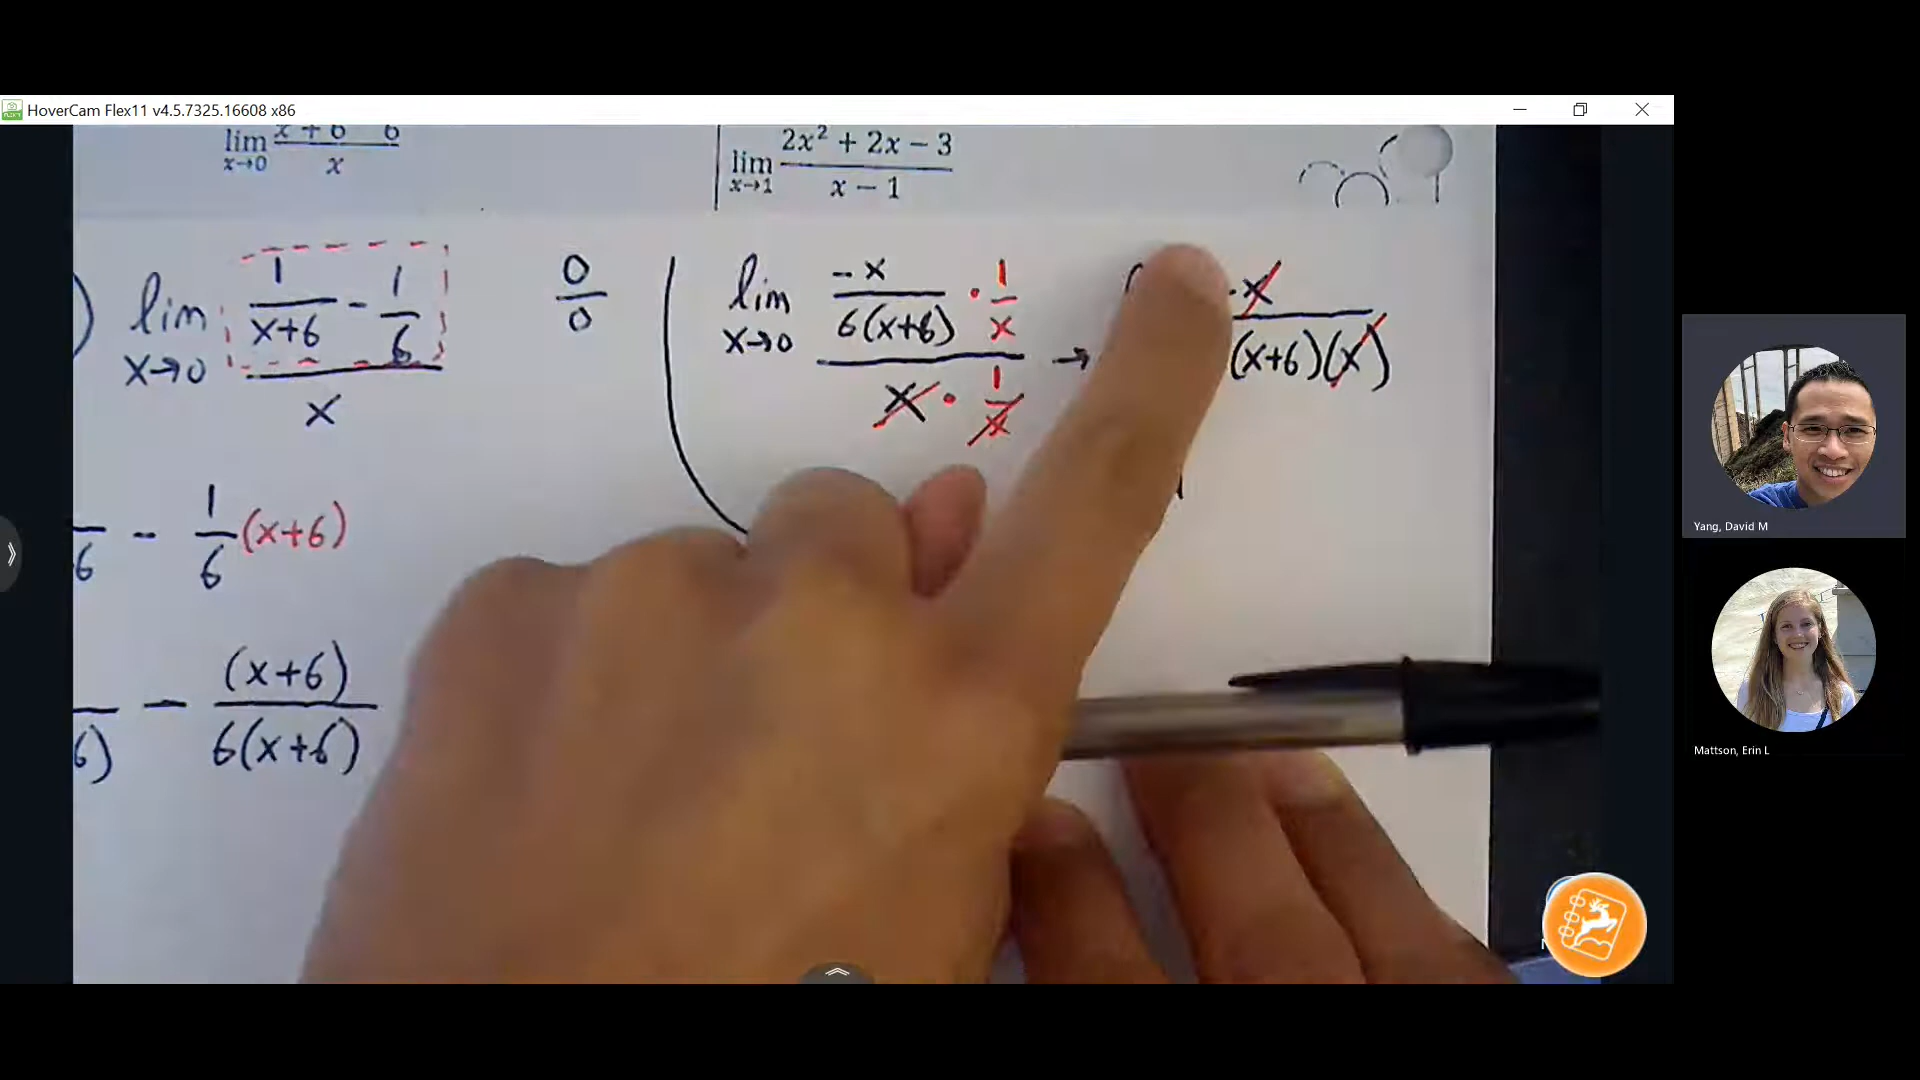 HoverCam Flex11 v4.5.7325.16608 x86
lim x→0 x
lim x→1 2x² + 2x − 3 / x − 1
) lim x→0 1/x+6 - 1/6 / x
0/0
lim x→0 -x/6(x+6) · 1/x / x · 1/x → -x/(x+6)(x)
6 - 1/6 (x+6)
6) - (x+6)/6(x+6)
Yang, David M
Mattson, Erin L